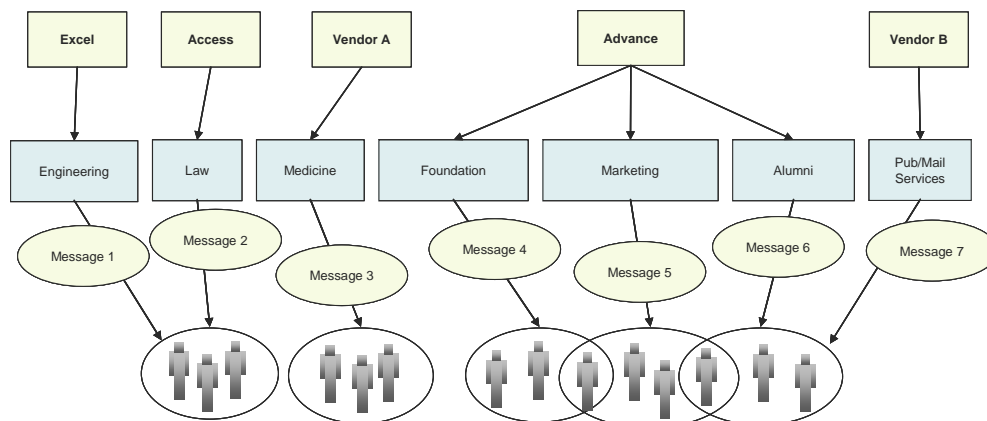 Excel
Access
Vendor A
Advance
Vendor B
Engineering
Law
Medicine
Foundation
Marketing
Alumni
Pub/Mail
Services
Message 1
Message 2
Message 3
Message 4
Message 5
Message 6
Message 7